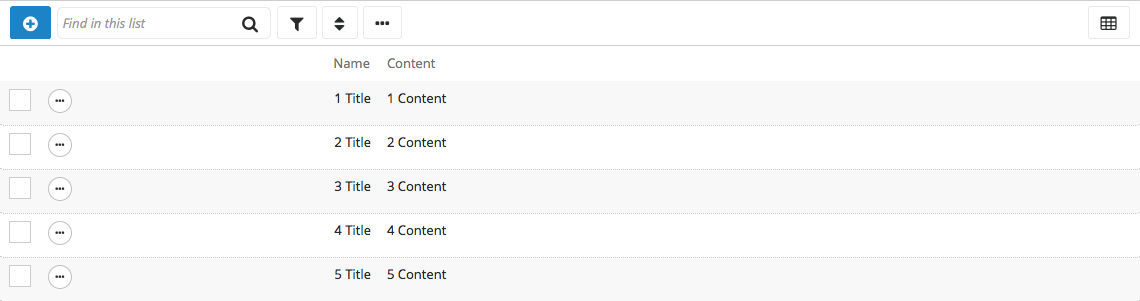 Find in this list
Name Content
1 Title 1 Content
2 Title 2 Content
3 Title 3 Content
4 Title 4 Content
5 Title 5 Content